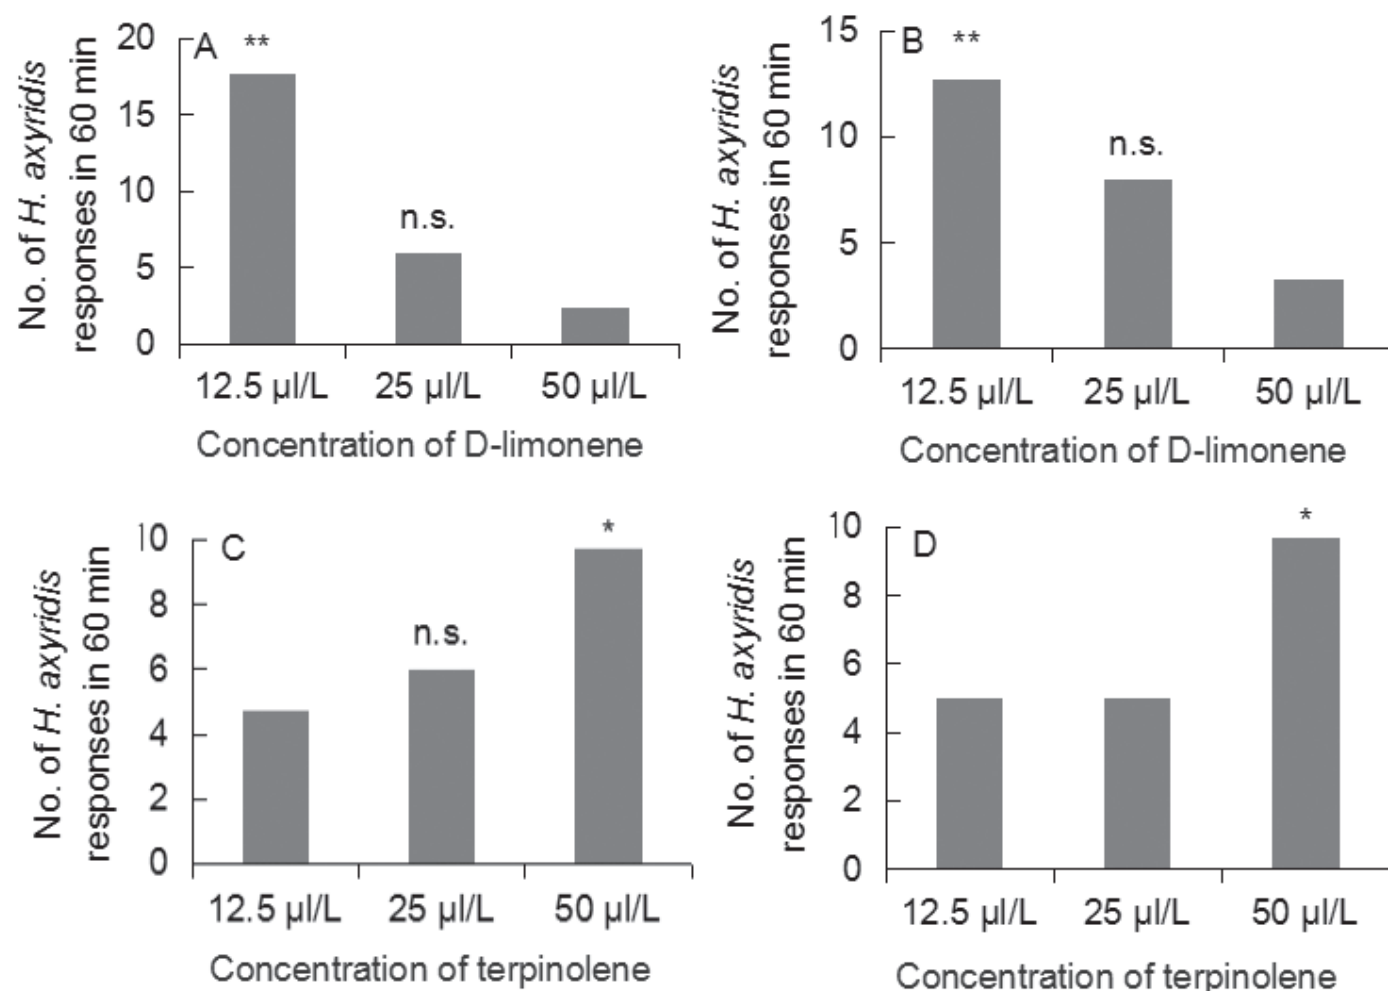 No. of H. axyridis
responses in 60 min
20
15
10
5
0
A
**
n.s.
12.5 µl/L 25 µl/L 50 µl/L
Concentration of D-limonene
No. of H. axyridis
responses in 60 min
15
10
5
0
B
**
n.s.
12.5 µl/L 25 µl/L 50 µl/L
Concentration of D-limonene
No. of H. axyridis
responses in 60 min
10
8
6
4
2
0
C
n.s.
*
12.5 µl/L 25 µl/L 50 µl/L
Concentration of terpinolene
No. of H. axyridis
responses in 60 min
10
8
6
4
2
0
D
*
12.5 µl/L 25 µl/L 50 µl/L
Concentration of terpinolene